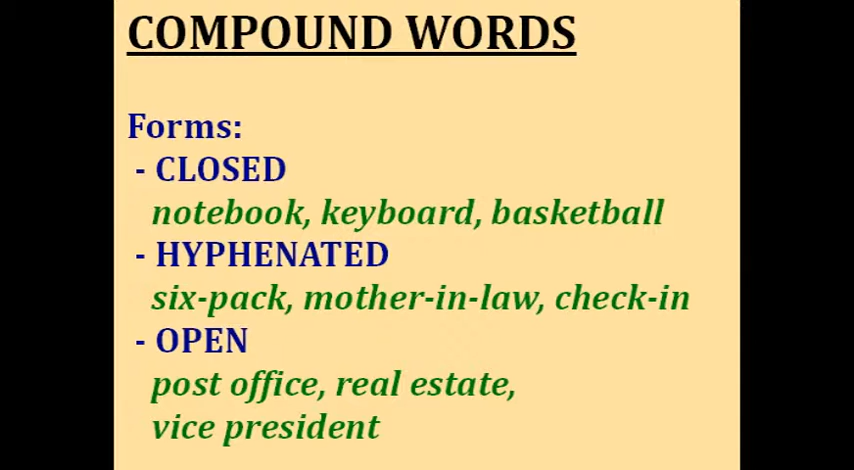 COMPOUND WORDS
Forms:
- CLOSED
notebook, keyboard, basketball
- HYPHENATED
six-pack, mother-in-law, check-in
- OPEN
post office, real estate,
vice president